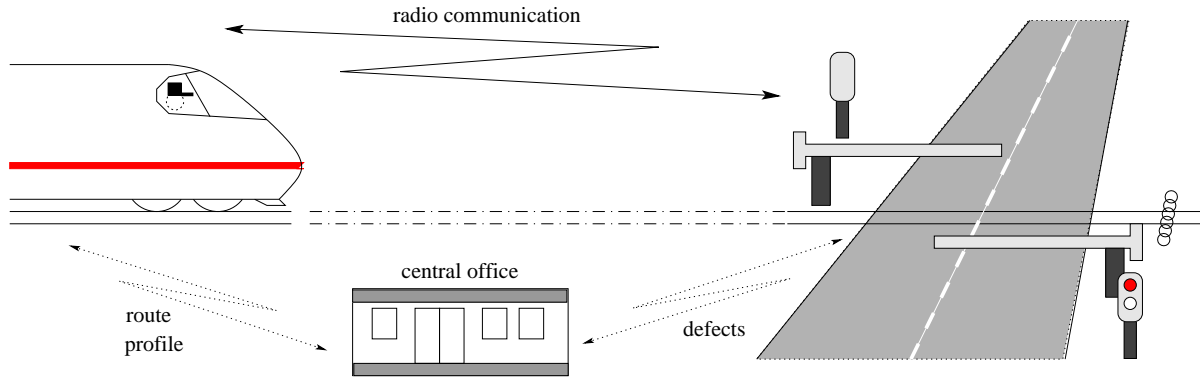 radio communication
central office
route
profile
defects